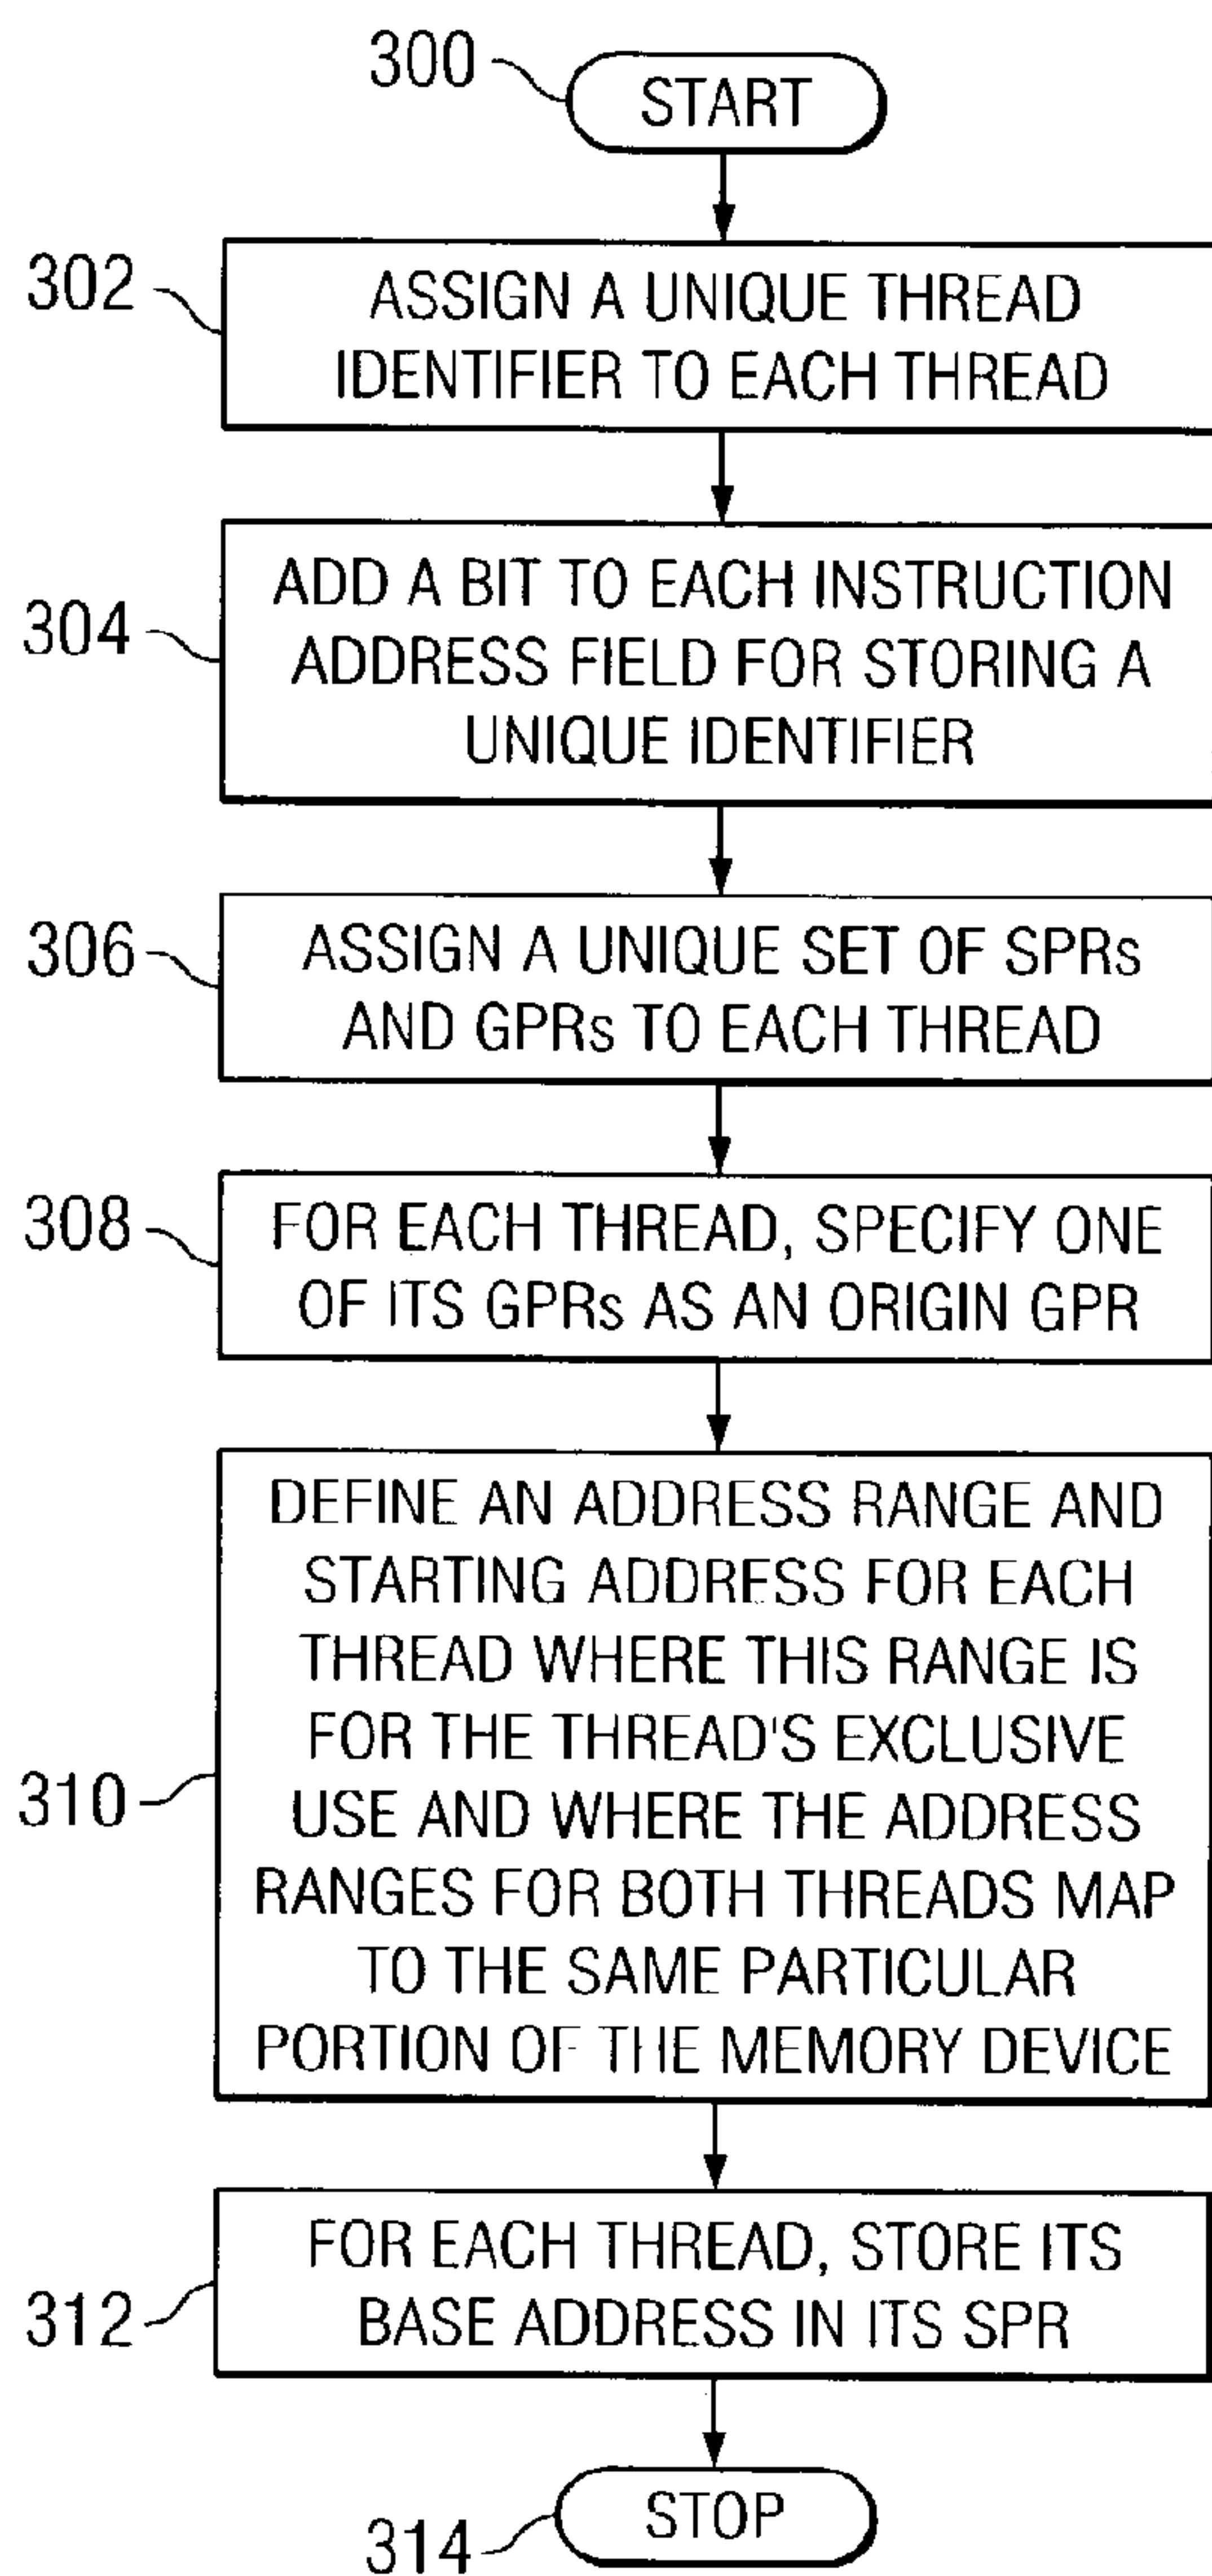 300
START
302
ASSIGN A UNIQUE THREAD
IDENTIFIER TO EACH THREAD
304
ADD A BIT TO EACH INSTRUCTION
ADDRESS FIELD FOR STORING A
UNIQUE IDENTIFIER
306
ASSIGN A UNIQUE SET OF SPRs
AND GPRs TO EACH THREAD
308
FOR EACH THREAD, SPECIFY ONE
OF ITS GPRs AS AN ORIGIN GPR
310
DEFINE AN ADDRESS RANGE AND
STARTING ADDRESS FOR EACH
THREAD WHERE THIS RANGE IS
FOR THE THREAD'S EXCLUSIVE
USE AND WHERE THE ADDRESS
RANGES FOR BOTH THREADS MAP
TO THE SAME PARTICULAR
PORTION OF THE MEMORY DEVICE
312
FOR EACH THREAD, STORE ITS
BASE ADDRESS IN ITS SPR
314
STOP